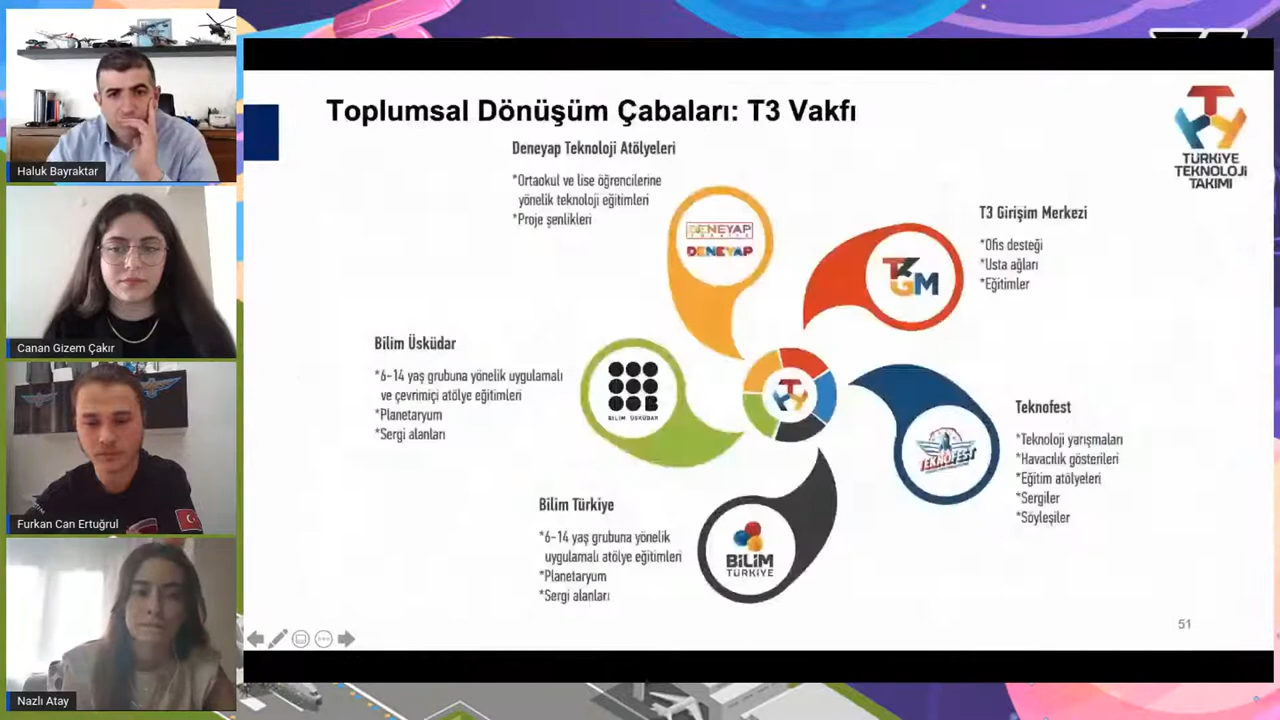 Haluk Bayraktar
Canan Gizem Çakır
Furkan Can Ertuğrul
Nazlı Atay
Toplumsal Dönüşüm Çabaları: T3 Vakfı
TÜRKİYE
TEKNOLOJİ
TAKIMI
Deneyap Teknoloji Atölyeleri
*Ortaokul ve lise öğrencilerine
yönelik teknoloji eğitimleri
*Proje şenlikleri
DENEYAP
DENEYAP
T3 Girişim Merkezi
*Ofis desteği
*Usta ağları
*Eğitimler
T3
GM
Bilim Üsküdar
*6-14 yaş grubuna yönelik uygulamalı
ve çevrimiçi atölye eğitimleri
*Planetaryum
*Sergi alanları
BİLİM ÜSKÜDAR
Teknofest
*Teknoloji yarışmaları
*Havacılık gösterileri
*Eğitim atölyeleri
*Sergiler
*Söyleşiler
TEKNOFEST
Bilim Türkiye
*6-14 yaş grubuna yönelik
uygulamalı atölye eğitimleri
*Planetaryum
*Sergi alanları
BİLİM
TÜRKİYE
51